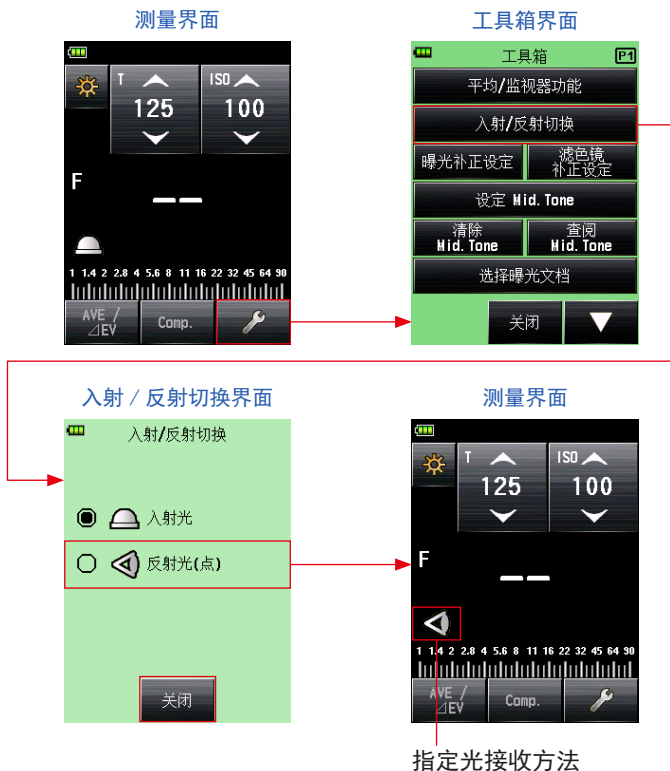 测量界面
T
ISO
125
100
F
1 1.4 2 2.8 4 5.6 8 11 16 22 32 45 64 90
AVE /
⊿EV
Comp.
工具箱界面
工具箱
P1
平均/监视器功能
入射/反射切换
曝光补正设定
滤色镜
补正设定
设定 Mid. Tone
清除
Mid. Tone
查阅
Mid. Tone
选择曝光文档
关闭
入射 / 反射切换界面
入射/反射切换
入射光
反射光(点)
关闭
测量界面
T
ISO
125
100
F
1 1.4 2 2.8 4 5.6 8 11 16 22 32 45 64 90
AVE /
⊿EV
Comp.
指定光接收方法